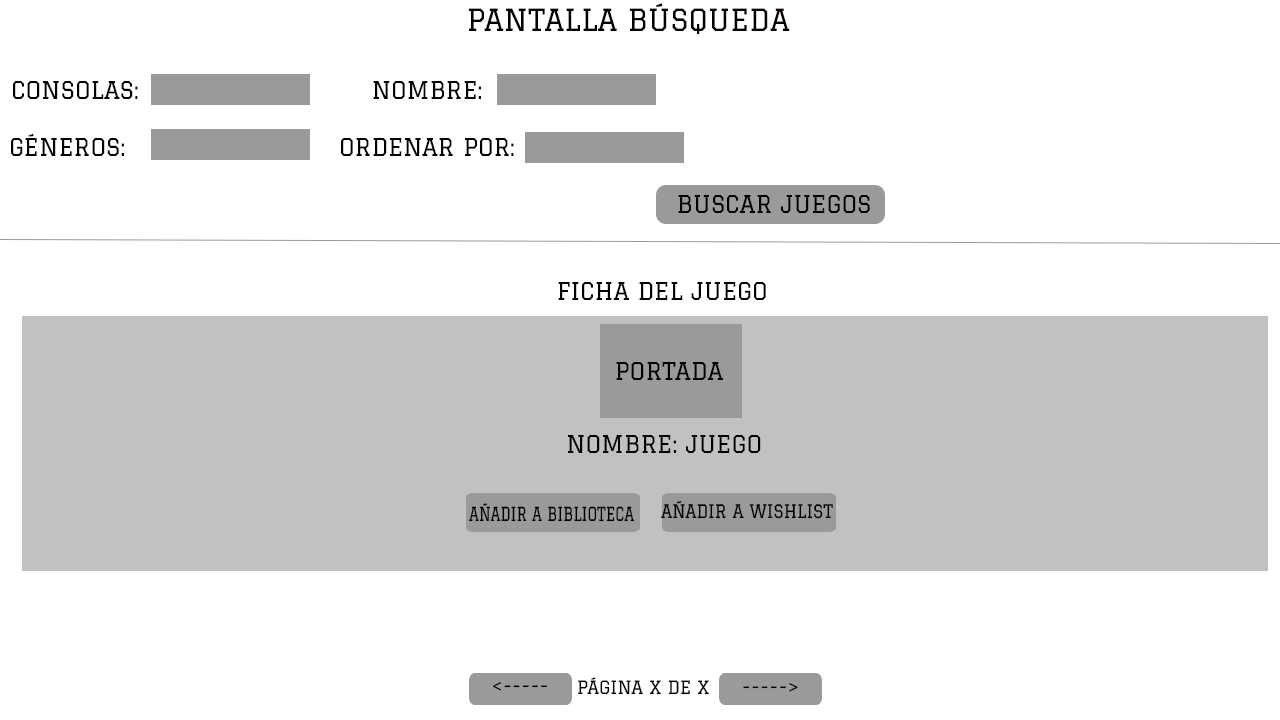 PANTALLA BÚSQUEDA
CONSOLAS: NOMBRE:
GÉNEROS: ORDENAR POR:
BUSCAR JUEGOS
FICHA DEL JUEGO
PORTADA
NOMBRE: JUEGO
AÑADIR A BIBLIOTECA AÑADIR A WISHLIST
<----- PÁGINA X DE X ----->